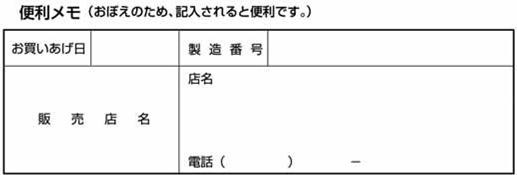 便利メモ（おぼえのため、記入されると便利です。）
お買いあげ日 製造番号
販売店名
店名
電話（　　　　）　　　－